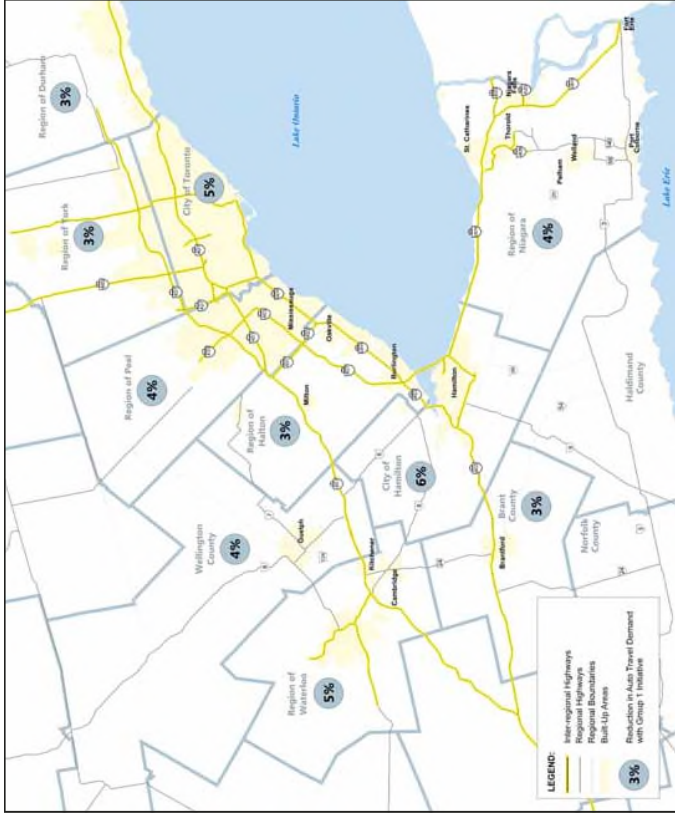 Region of Durham
3%
Region of York
3%
City of Toronto
5%
Region of Peel
4%
Mississauga
Oakville
Milton
Burlington
Region of
Halton
3%
Wellington
County
4%
Guelph
City of
Hamilton
6%
Hamilton
Kitchener
Cambridge
Region of
Waterloo
5%
Brant
County
3%
Brantford
Norfolk
County
Haldimand
County
Region of
Niagara
4%
St. Catharines
Thorold
Niagara
Falls
Pelham
Welland
Port
Colborne
Fort
Erie
Lake Ontario
Lake Erie
LEGEND:
Inter-regional Highways
Regional Highways
Regional Boundaries
Built-Up Areas
3%
Reduction in Auto Travel Demand
with Group 1 Initiative